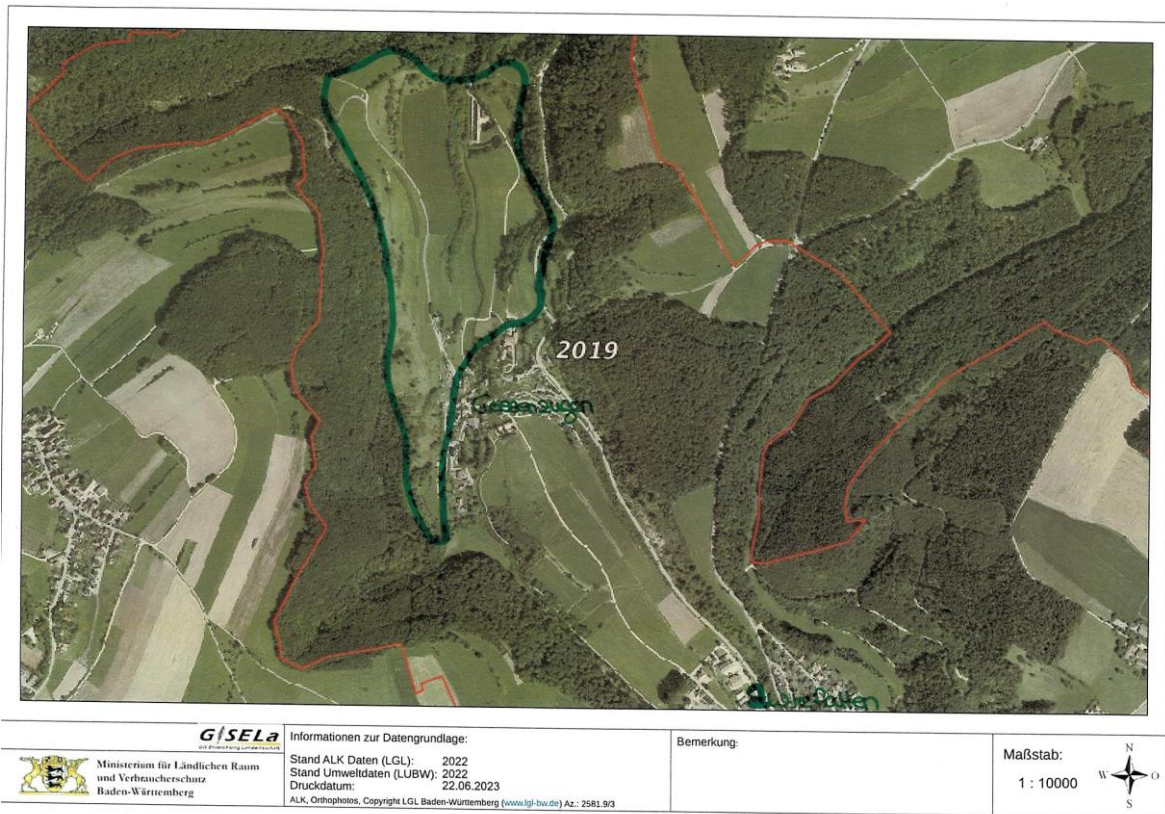 2019
GISELa
Ministerium für Ländlichen Raum
und Verbraucherschutz
Baden-Württemberg
Informationen zur Datengrundlage:
Stand ALK Daten (LGL): 2022
Stand Umweltdaten (LUBW): 2022
Druckdatum: 22.06.2023
ALK, Orthophotos, Copyright LGL Baden-Württemberg (www.lgl-bw.de) Az.: 2581.9/3
Bemerkung:
Maßstab:
1 : 10000
N
W O
S